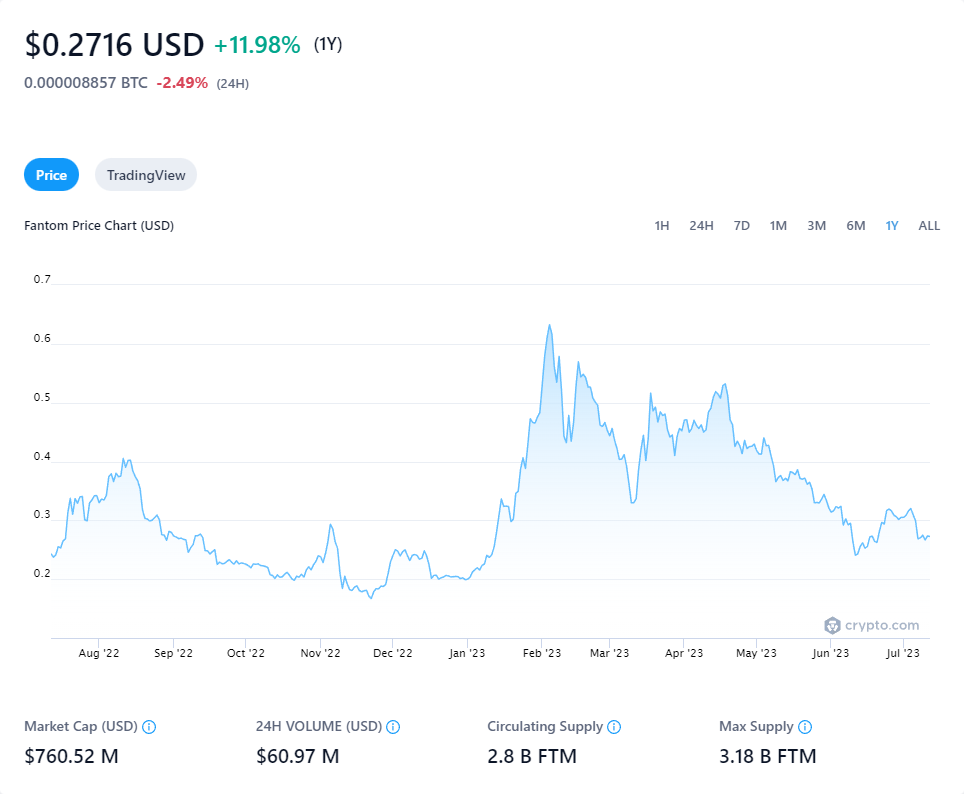 $0.2716 USD +11.98% (1Y)
0.000008857 BTC -2.49% (24H)
Price TradingView
Fantom Price Chart (USD) 1H 24H 7D 1M 3M 6M 1Y ALL
0.7
0.6
0.5
0.4
0.3
0.2
crypto.com
Aug '22 Sep '22 Oct '22 Nov '22 Dec '22 Jan '23 Feb '23 Mar '23 Apr '23 May '23 Jun '23 Jul '23
Market Cap (USD) 24H VOLUME (USD) Circulating Supply Max Supply
$760.52 M $60.97 M 2.8 B FTM 3.18 B FTM